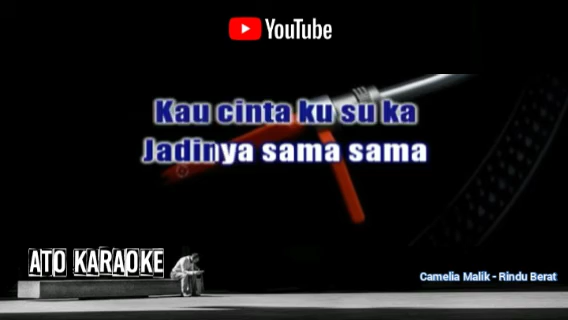 YouTube
Kau cinta ku su ka
Jadinya sama sama
ATO KARAOKE
Camelia Malik - Rindu Berat